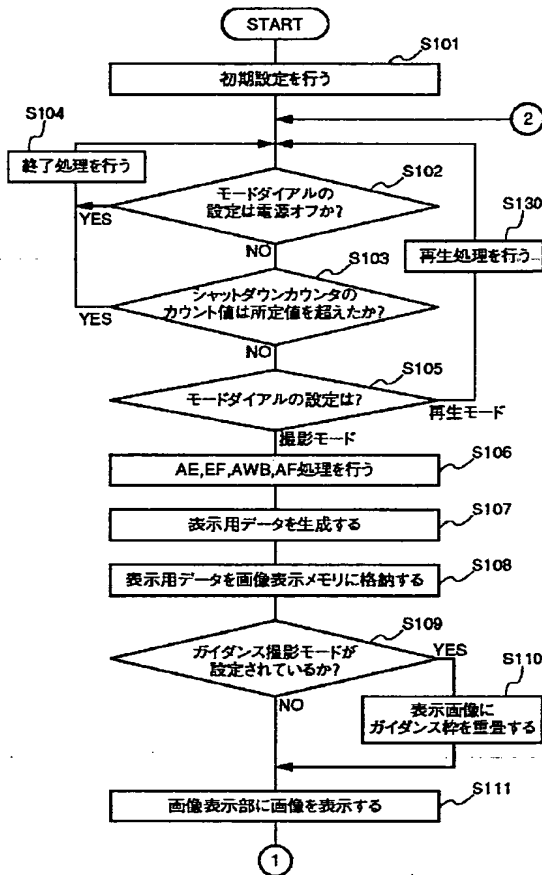 START
S101
初期設定を行う
2
S104
終了処理を行う
S102
モードダイアルの
設定は電源オフか?
YES
NO
S130
再生処理を行う
S103
シャットダウンカウンタの
カウント値は所定値を超えたか?
YES
NO
S105
モードダイアルの設定は?
再生モード
撮影モード
S106
AE,EF,AWB,AF処理を行う
S107
表示用データを生成する
S108
表示用データを画像表示メモリに格納する
S109
ガイダンス撮影モードが
設定されているか?
YES
NO
S110
表示画像に
ガイダンス枠を重畳する
S111
画像表示部に画像を表示する
1